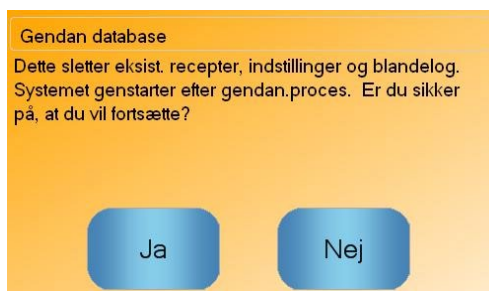 Gendan database
Dette sletter eksist. recepter, indstillinger og blandelog.
Systemet genstarter efter gendan.proces.  Er du sikker
på, at du vil fortsætte?
Ja
Nej